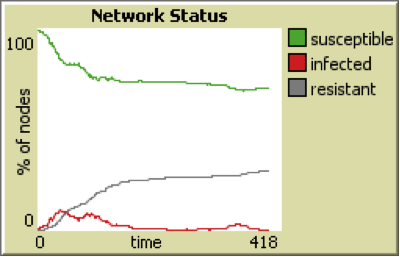 Network Status
100
% of nodes
0
0
time
418
susceptible
infected
resistant